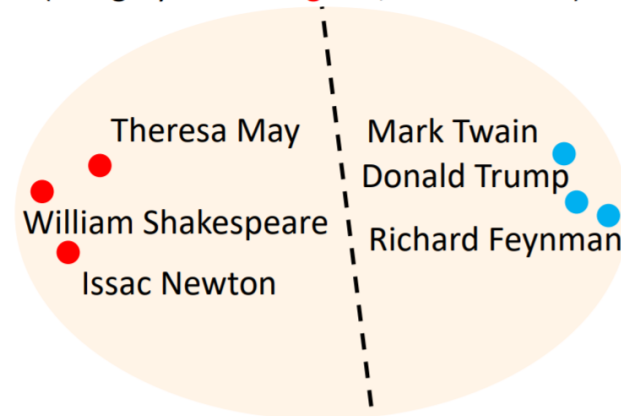 Theresa May
Mark Twain
Donald Trump
William Shakespeare
Richard Feynman
Issac Newton